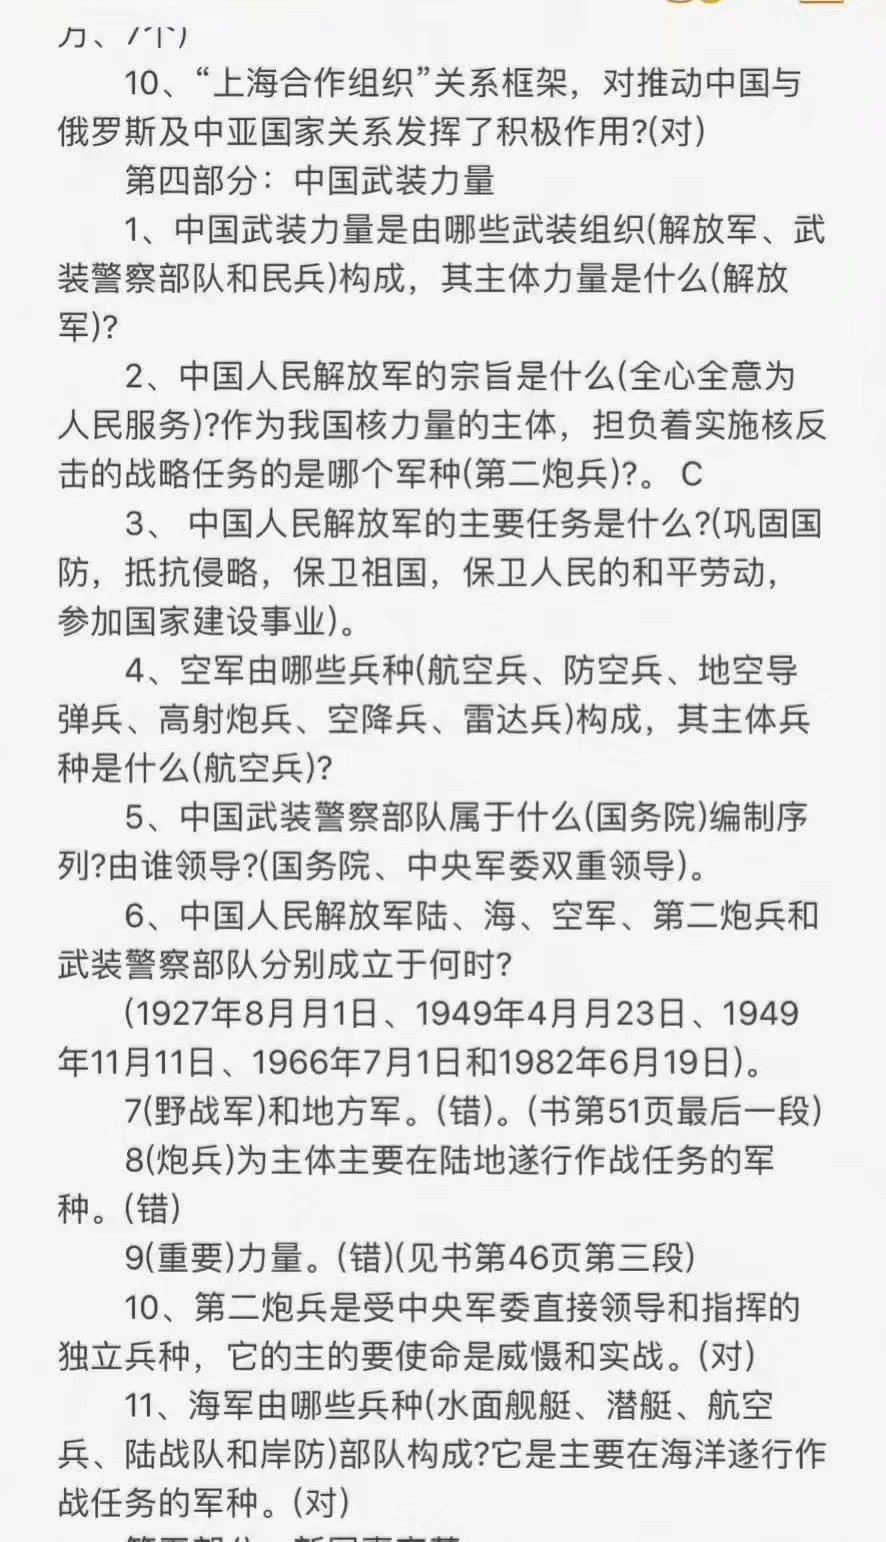 10、“上海合作组织”关系框架，对推动中国与
俄罗斯及中亚国家关系发挥了积极作用?(对)
第四部分：中国武装力量
1、中国武装力量是由哪些武装组织(解放军、武
装警察部队和民兵)构成，其主体力量是什么(解放
军)?
2、中国人民解放军的宗旨是什么(全心全意为
人民服务)?作为我国核力量的主体，担负着实施核反
击的战略任务的是哪个军种(第二炮兵)?。 C
3、 中国人民解放军的主要任务是什么?(巩固国
防，抵抗侵略，保卫祖国，保卫人民的和平劳动，
参加国家建设事业)。
4、空军由哪些兵种(航空兵、防空兵、地空导
弹兵、高射炮兵、空降兵、雷达兵)构成，其主体兵
种是什么(航空兵)?
5、中国武装警察部队属于什么(国务院)编制序
列?由谁领导?(国务院、中央军委双重领导)。
6、中国人民解放军陆、海、空军、第二炮兵和
武装警察部队分别成立于何时?
(1927年8月月1日、1949年4月月23日、1949
年11月11日、1966年7月1日和1982年6月19日)。
7(野战军)和地方军。(错)。(书第51页最后一段)
8(炮兵)为主体主要在陆地遂行作战任务的军
种。(错)
9(重要)力量。(错)(见书第46页第三段)
10、第二炮兵是受中央军委直接领导和指挥的
独立兵种，它的主的要使命是威慑和实战。(对)
11、海军由哪些兵种(水面舰艇、潜艇、航空
兵、陆战队和岸防)部队构成?它是主要在海洋遂行作
战任务的军种。(对)